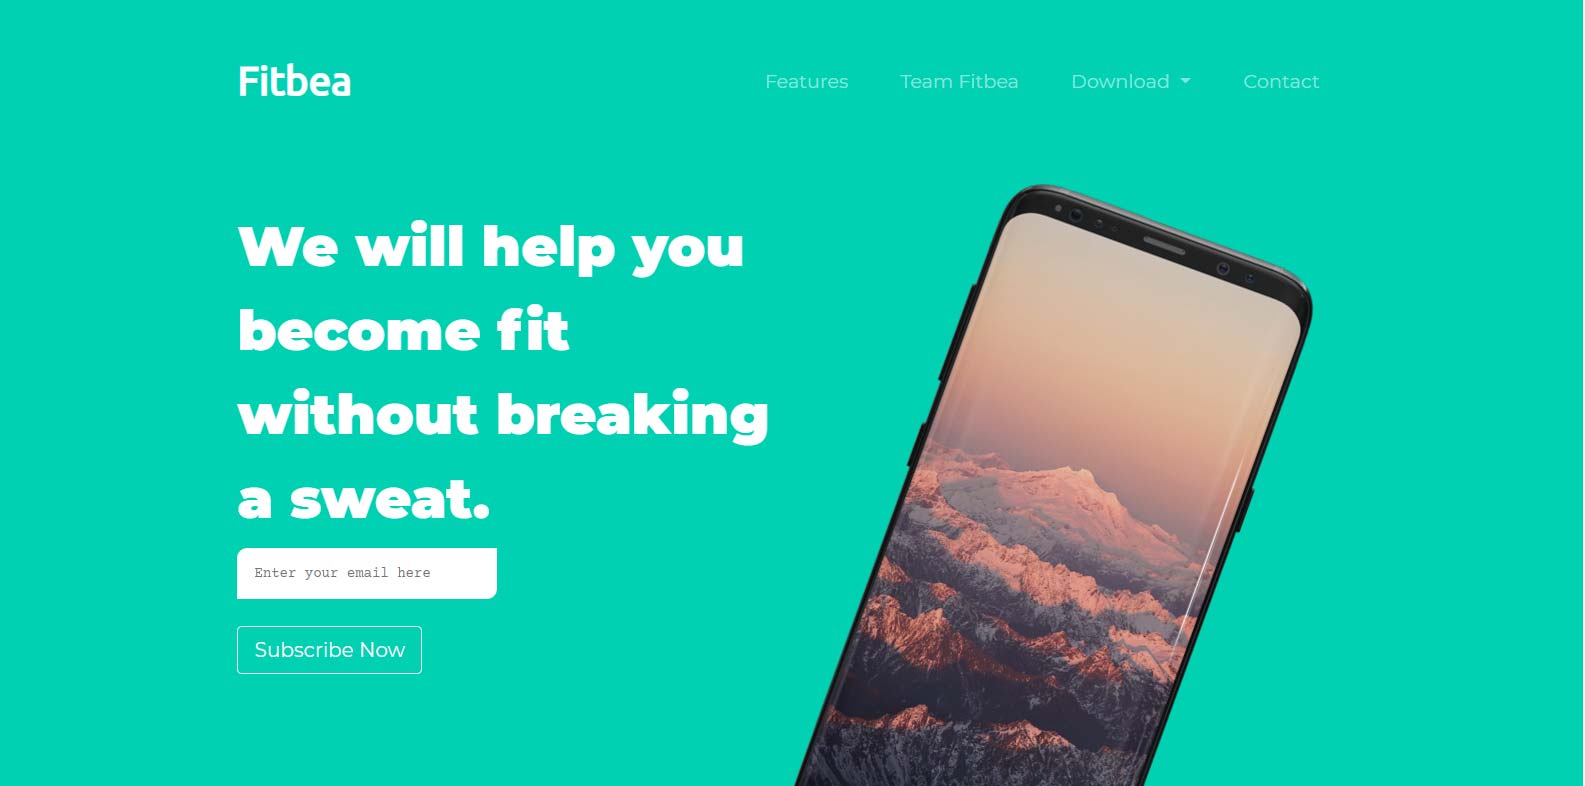 Fitbea
Features
Team Fitbea
Download
Contact
We will help you
become fit
without breaking
a sweat.
Enter your email here
Subscribe Now